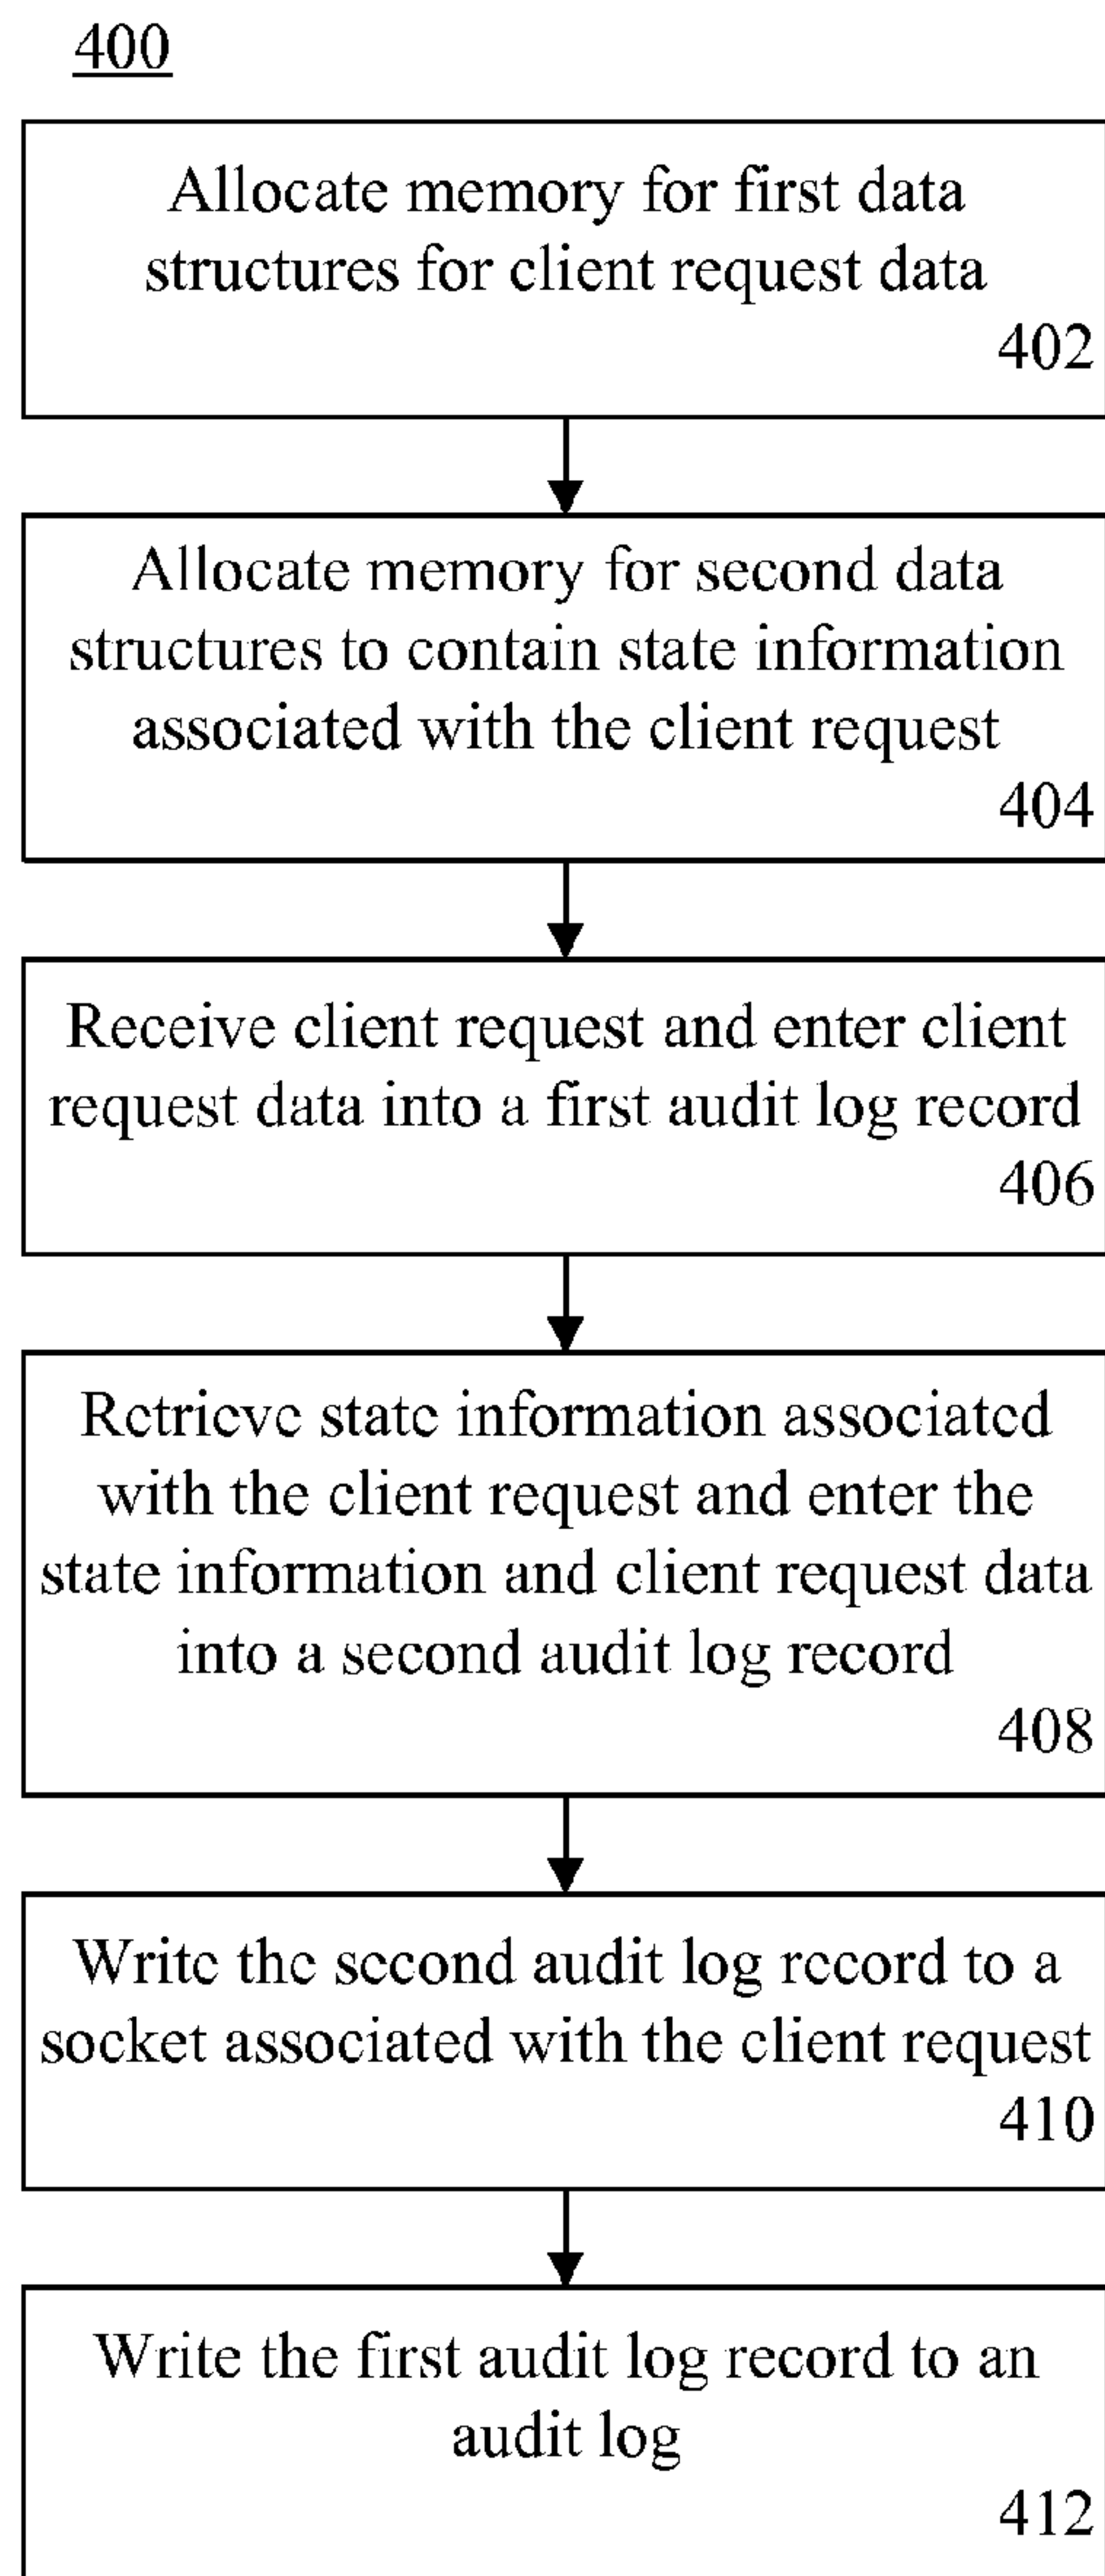 400
Allocate memory for first data
structures for client request data
402
Allocate memory for second data
structures to contain state information
associated with the client request
404
Receive client request and enter client
request data into a first audit log record
406
Retrieve state information associated
with the client request and enter the
state information and client request data
into a second audit log record
408
Write the second audit log record to a
socket associated with the client request
410
Write the first audit log record to an
audit log
412